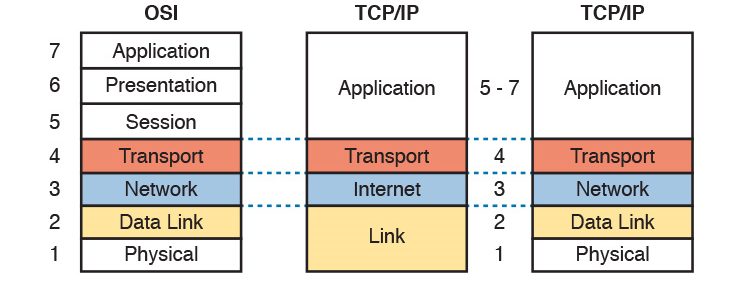 OSI TCP/IP TCP/IP
7 Application
6 Presentation Application 5 - 7 Application
5 Session
4 Transport Transport 4 Transport
3 Network Internet 3 Network
2 Data Link Link 2 Data Link
1 Physical 1 Physical